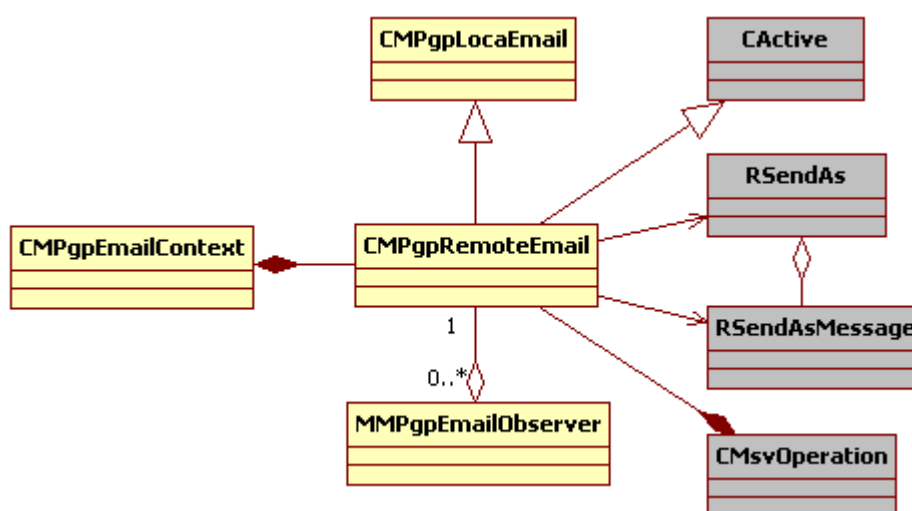 CMPgpLocaEmail
CActive
RSendAs
CMPgpEmailContext
CMPgpRemoteEmail
RSendAsMessage
1
0..*
MMPgpEmailObserver
CMsvOperation